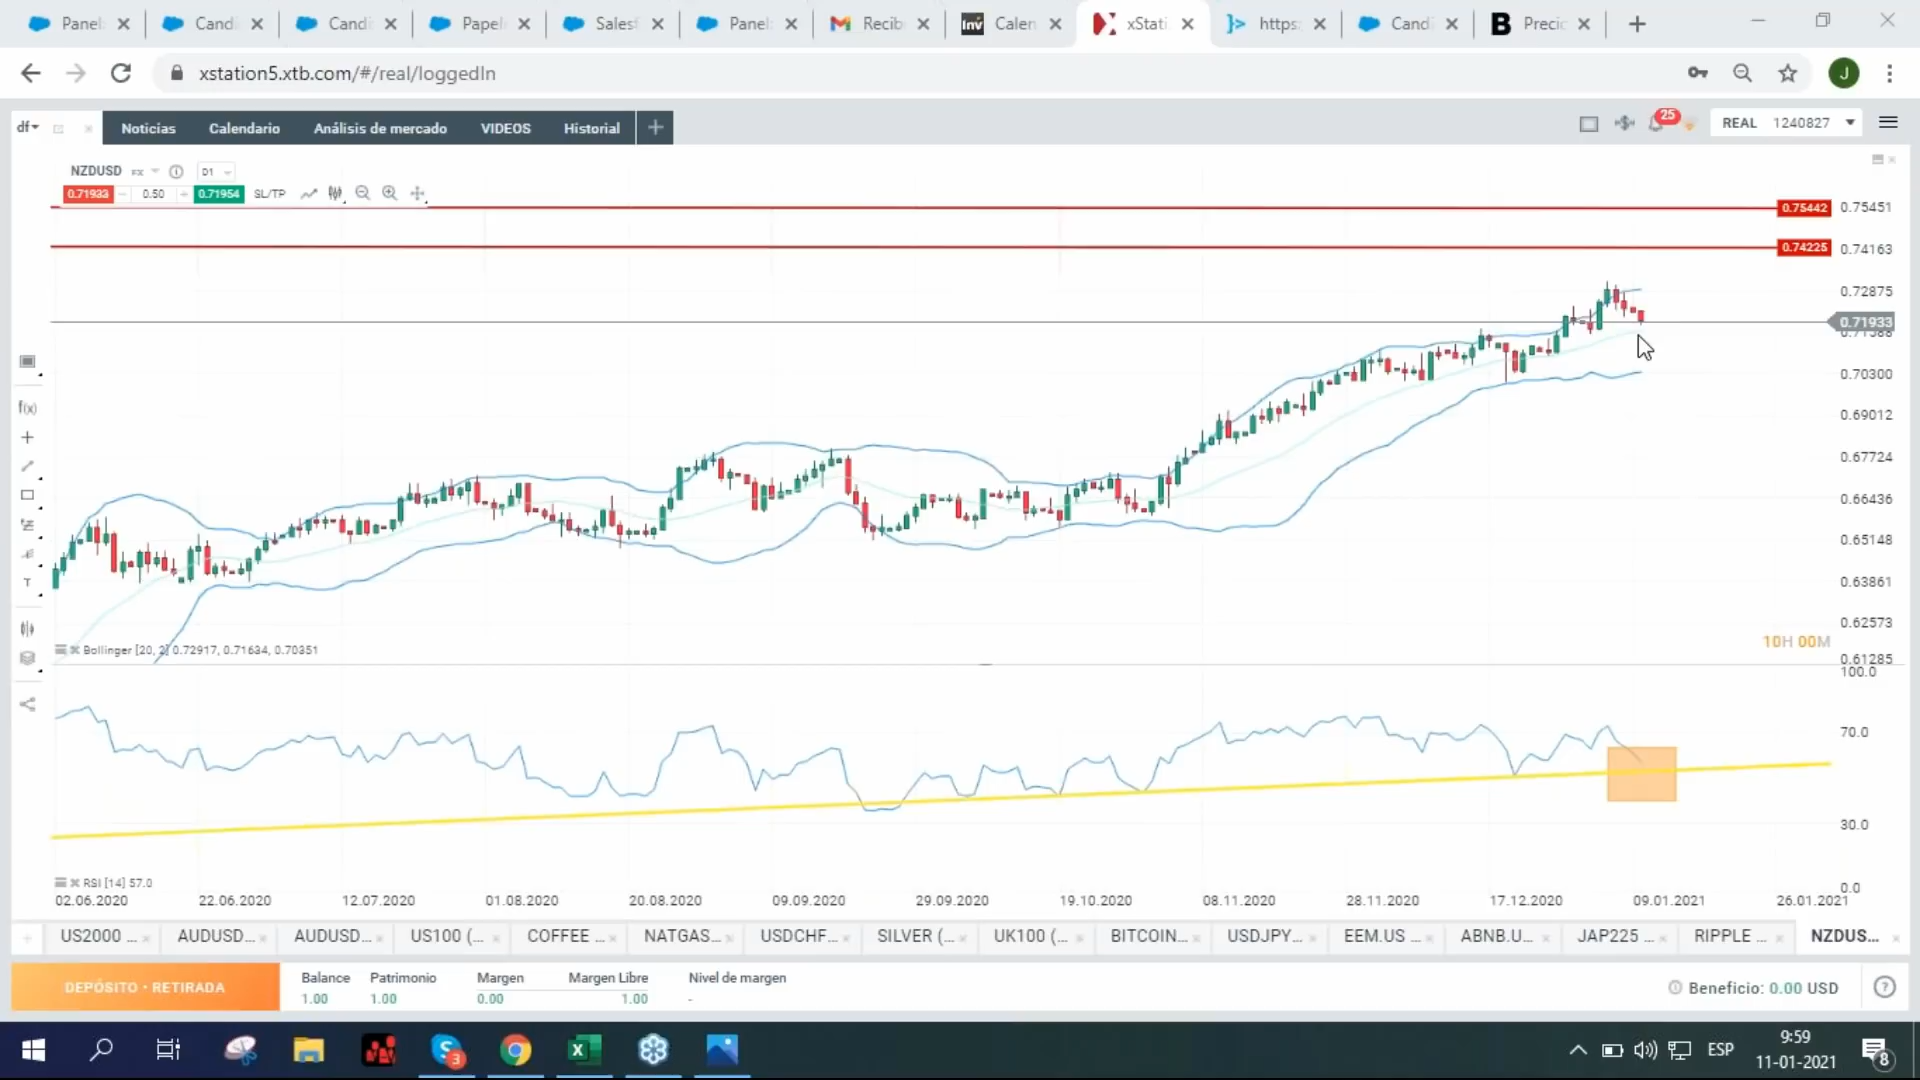 Panel Candi Candi Papel Salesf Panel Recib Calen xStati https: Candi Preci
xstation5.xtb.com/#/real/loggedIn
df Noticias Calendario Análisis de mercado VIDEOS Historial 25 REAL 1240827
NZDUSD FX D1
0.71933 0.50 0.71954 SL/TP
0.75442 0.75451
0.74225 0.74163
0.72875
0.71933
0.70300
0.69012
0.67724
0.66436
0.65148
0.63861
0.62573
10H 00M
Bollinger [20, 2] 0.72917, 0.71634, 0.70351
0.61285
100.0
70.0
30.0
RSI [14] 57.0
0.0
02.06.2020 22.06.2020 12.07.2020 01.08.2020 20.08.2020 09.09.2020 29.09.2020 19.10.2020 08.11.2020 28.11.2020 17.12.2020 09.01.2021 26.01.2021
US2000 ... AUDUSD... AUDUSD... US100 (... COFFEE ... NATGAS... USDCHF... SILVER (... UK100 (... BITCOIN... USDJPY... EEM.US ... ABNB.U... JAP225 ... RIPPLE ... NZDUS...
DEPÓSITO • RETIRADA
Balance Patrimonio Margen Margen Libre Nivel de margen
1.00 1.00 0.00 1.00 -
Beneficio: 0.00 USD
ESP
9:59
11-01-2021